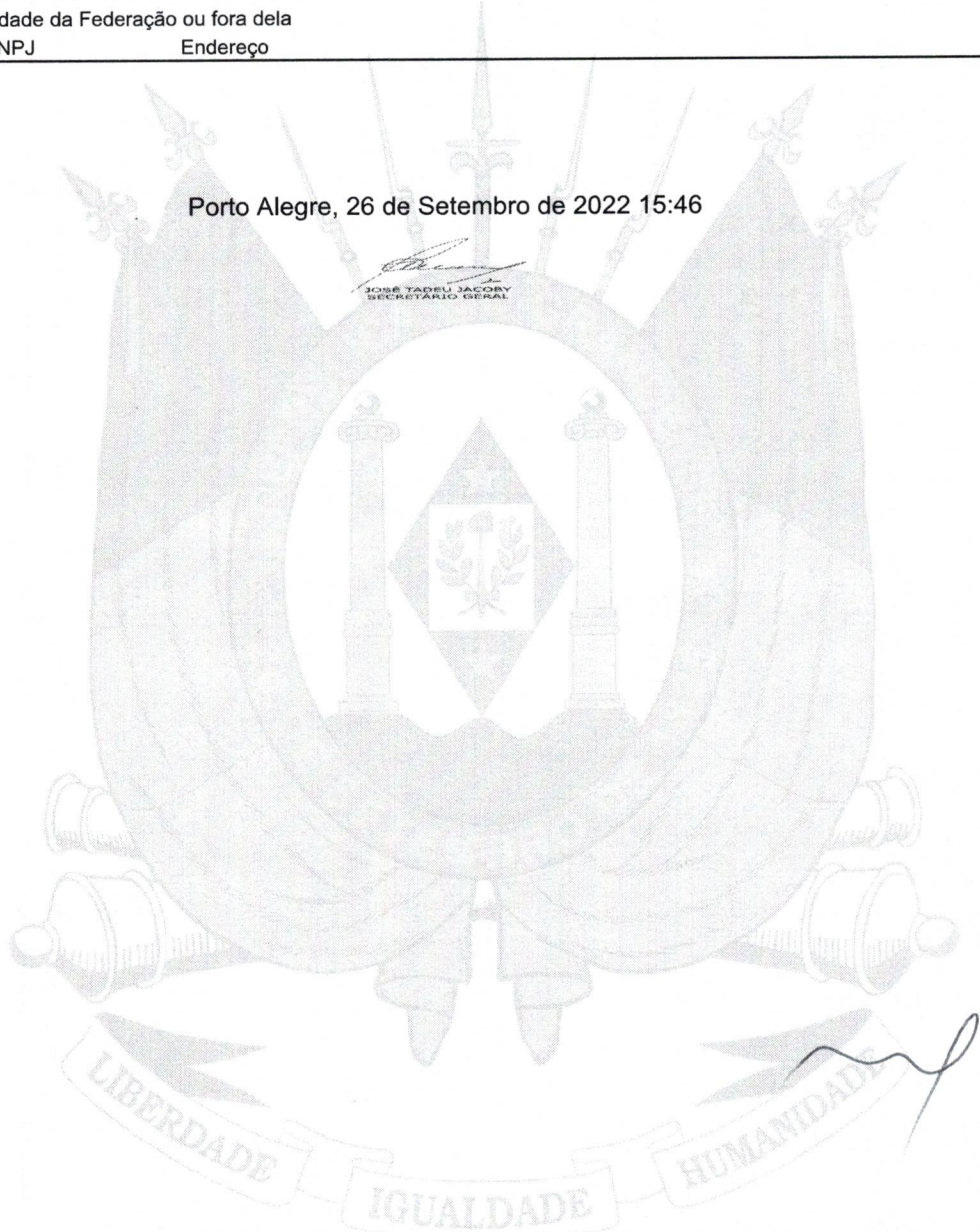 dade da Federação ou fora dela
NPJ Endereço
Porto Alegre, 26 de Setembro de 2022 15:46
JOSÉ TADEU JACOBY
SECRETÁRIO GERAL
LIBERDADE
IGUALDADE
HUMANIDADE